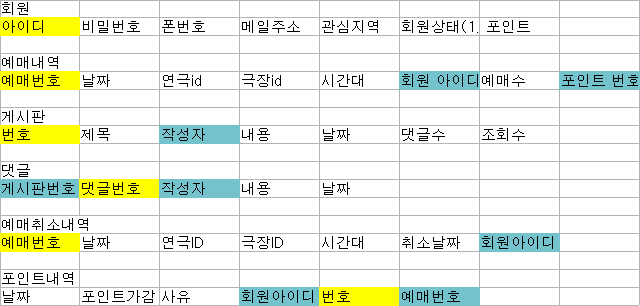 회원
아이디 비밀번호 폰번호 메일주소 관심지역 회원상태(1. 포인트
예매내역
예매번호 날짜 연극id 극장id 시간대 회원 아이디 예매수 포인트 번호
게시판
번호 제목 작성자 내용 날짜 댓글수 조회수
댓글
게시판번호 댓글번호 작성자 내용 날짜
예매취소내역
예매번호 날짜 연극ID 극장ID 시간대 취소날짜 회원아이디
포인트내역
날짜 포인트가감 사유 회원아이디 번호 예매번호